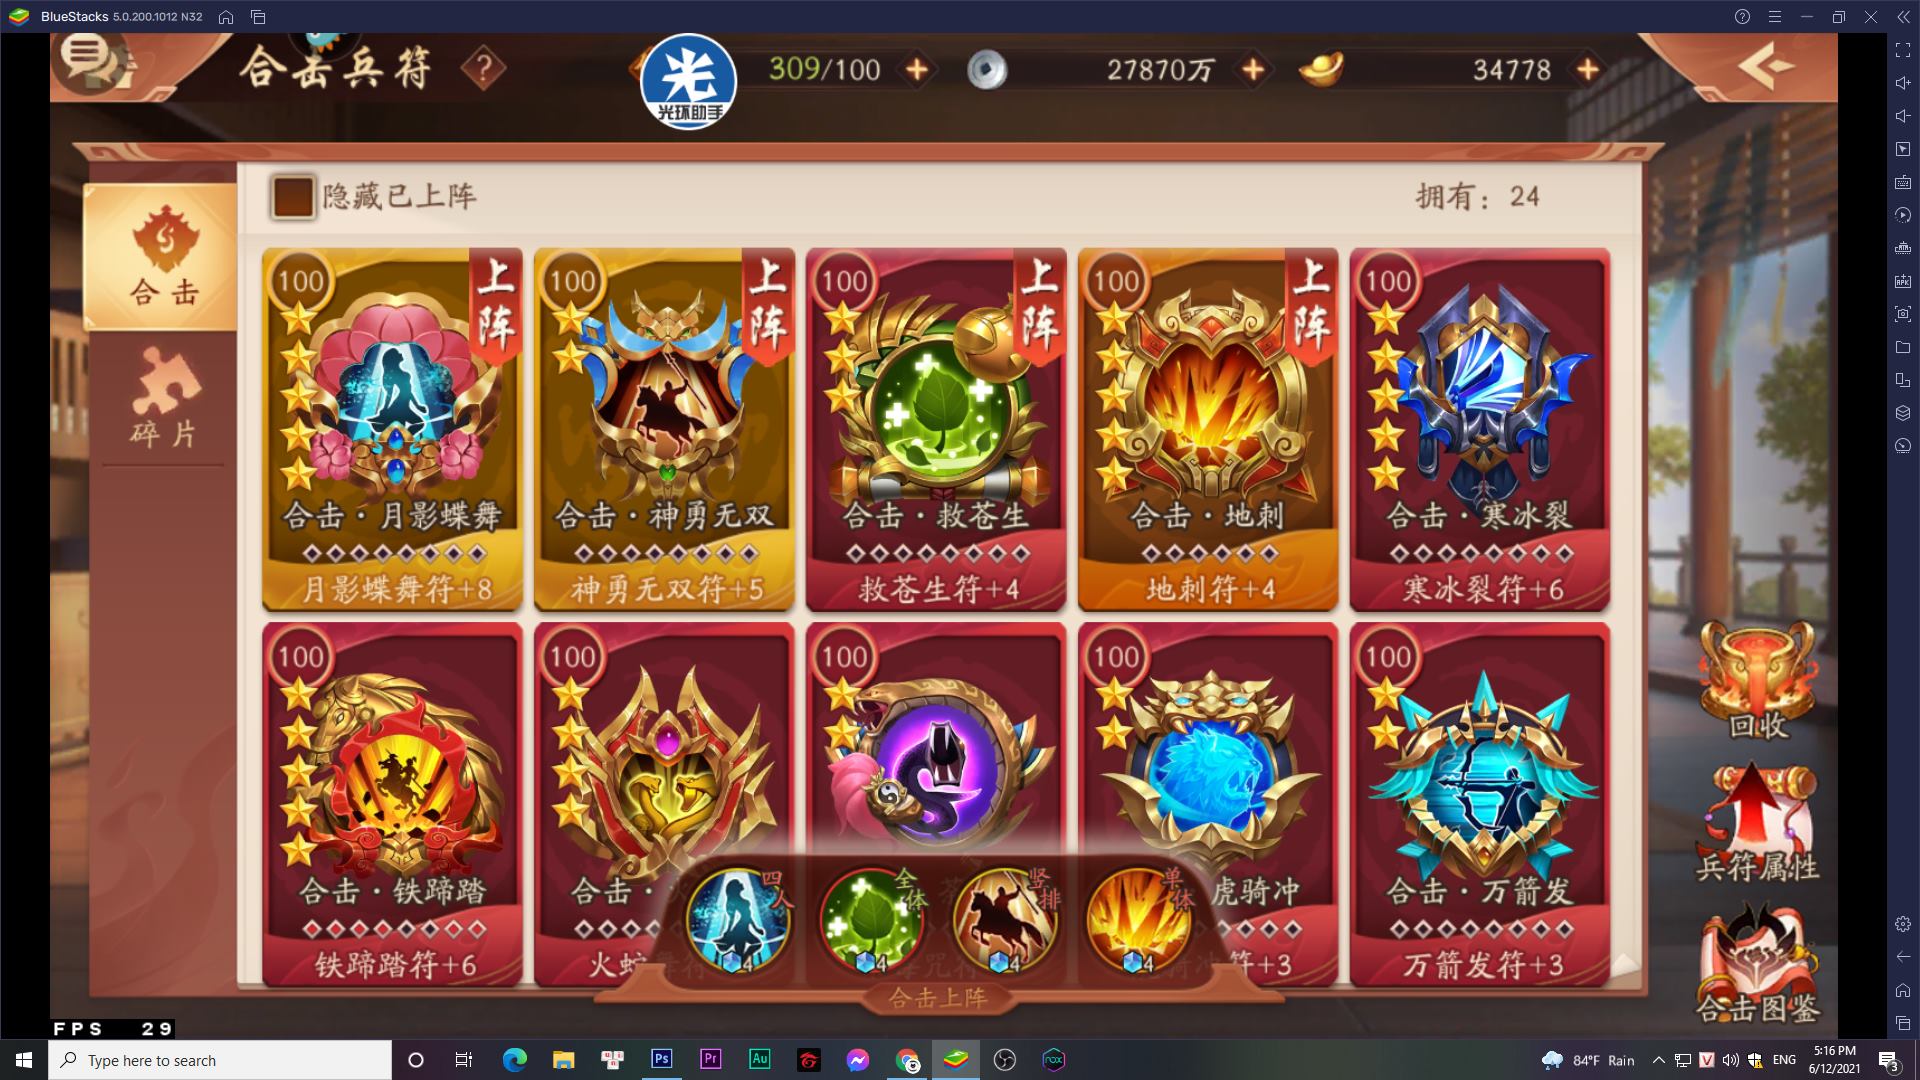 BlueStacks 5.0.200.1012 N32
合击兵符 ?
光
光环助手
309/100
27870万
34778
合击
碎片
隐藏已上阵
拥有：24
100 上阵
合击·月影蝶舞
月影蝶舞符+8
100 上阵
合击·神勇无双
神勇无双符+5
100 上阵
合击·救苍生
救苍生符+4
100 上阵
合击·地刺
地刺符+4
100
合击·寒冰裂
寒冰裂符+6
100
合击·铁蹄踏
铁蹄踏符+6
100
合击·
火蛇
100
100
虎骑冲
符+3
100
合击·万箭发
万箭发符+3
四人 4
全体 4
竖排 4
单体 4
合击上阵
回收
兵符属性
合击图鉴
FPS 29
Type here to search
Ps
Pr
Au
ROX
84°F Rain
V
ENG
5:16 PM
6/12/2021
3